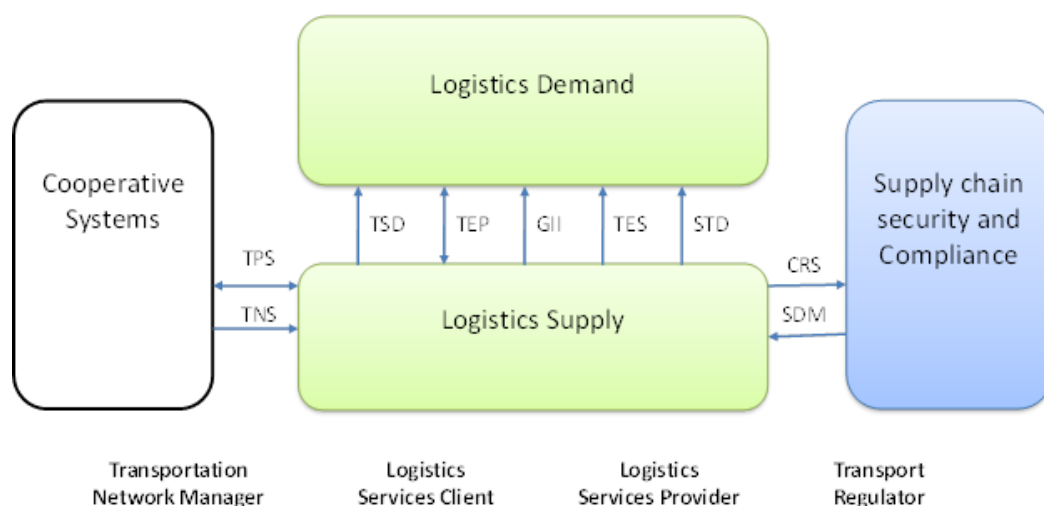 Logistics Demand
Cooperative
Systems
Supply chain
security and
Compliance
TSD
TEP
GII
TES
STD
TPS
CRS
TNS
Logistics Supply
SDM
Transportation
Network Manager
Logistics
Services Client
Logistics
Services Provider
Transport
Regulator